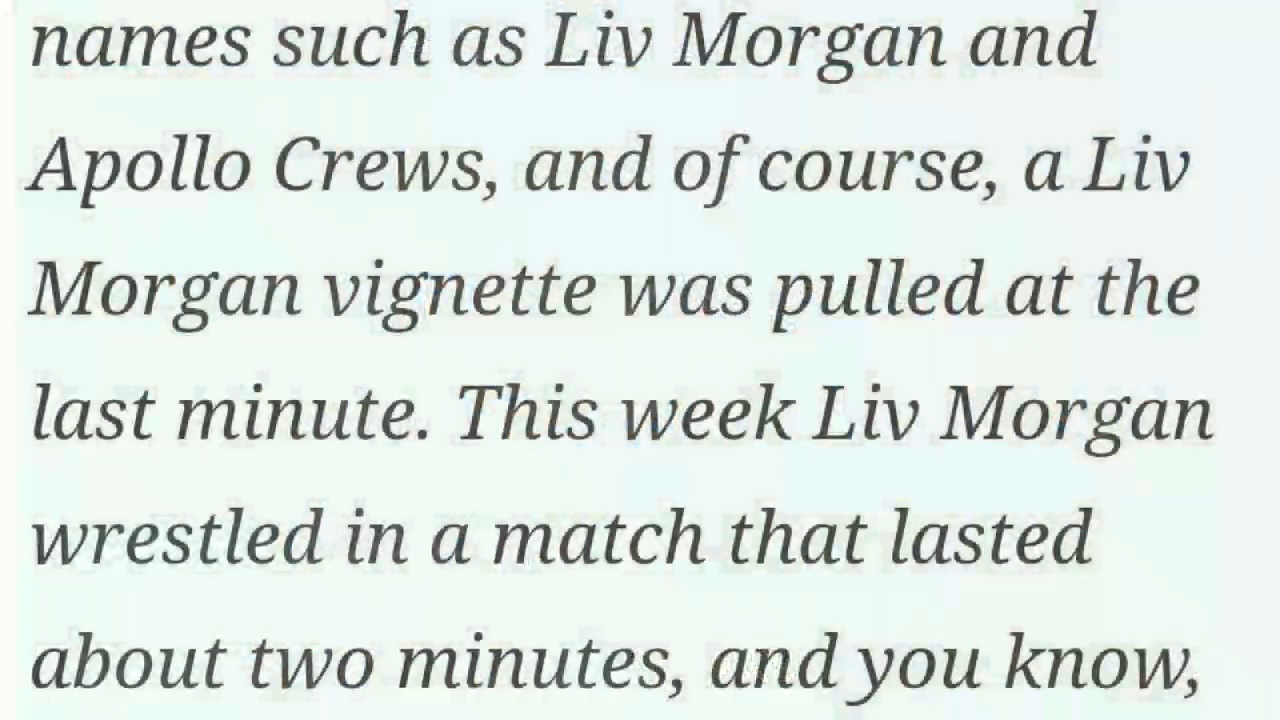 names such as Liv Morgan and
Apollo Crews, and of course, a Liv
Morgan vignette was pulled at the
last minute. This week Liv Morgan
wrestled in a match that lasted
about two minutes, and you know,